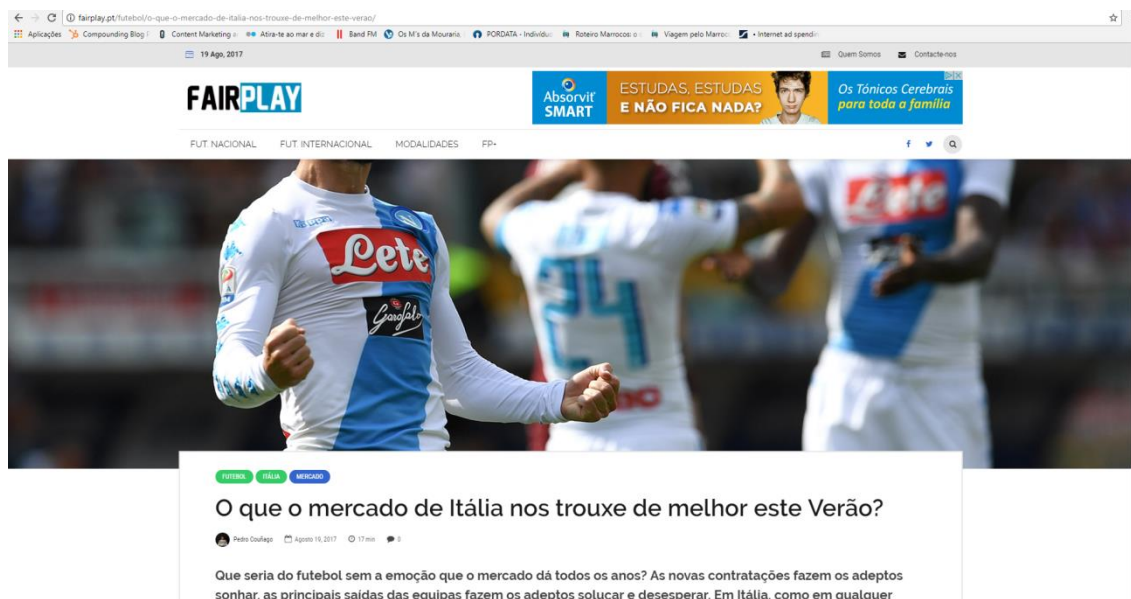 fairplay.pt/futebol/o-que-o-mercado-de-italia-nos-trouxe-de-melhor-este-verao/
Aplicações Compounding Blog Content Marketing Atira-te ao mar e diz Band FM Os M's da Mouraria, PORDATA - Indivídu Roteiro Marrocos Viagem pelo Marroc • Internet ad spendi
19 Ago, 2017 Quem Somos Contacte-nos
FAIRPLAY
Absorvit SMART
ESTUDAS, ESTUDAS
E NÃO FICA NADA?
Os Tónicos Cerebrais
para toda a família
FUT. NACIONAL FUT. INTERNACIONAL MODALIDADES FP+
Lete
Garofalo
24
Lete
FUTEBOL ITÁLIA MERCADO
O que o mercado de Itália nos trouxe de melhor este Verão?
Pedro Couñago Agosto 19, 2017 17 min 0
Que seria do futebol sem a emoção que o mercado dá todos os anos? As novas contratações fazem os adeptos
sonhar, as principais saídas das equipas fazem os adeptos soluçar e desesperar. Em Itália, como em qualquer